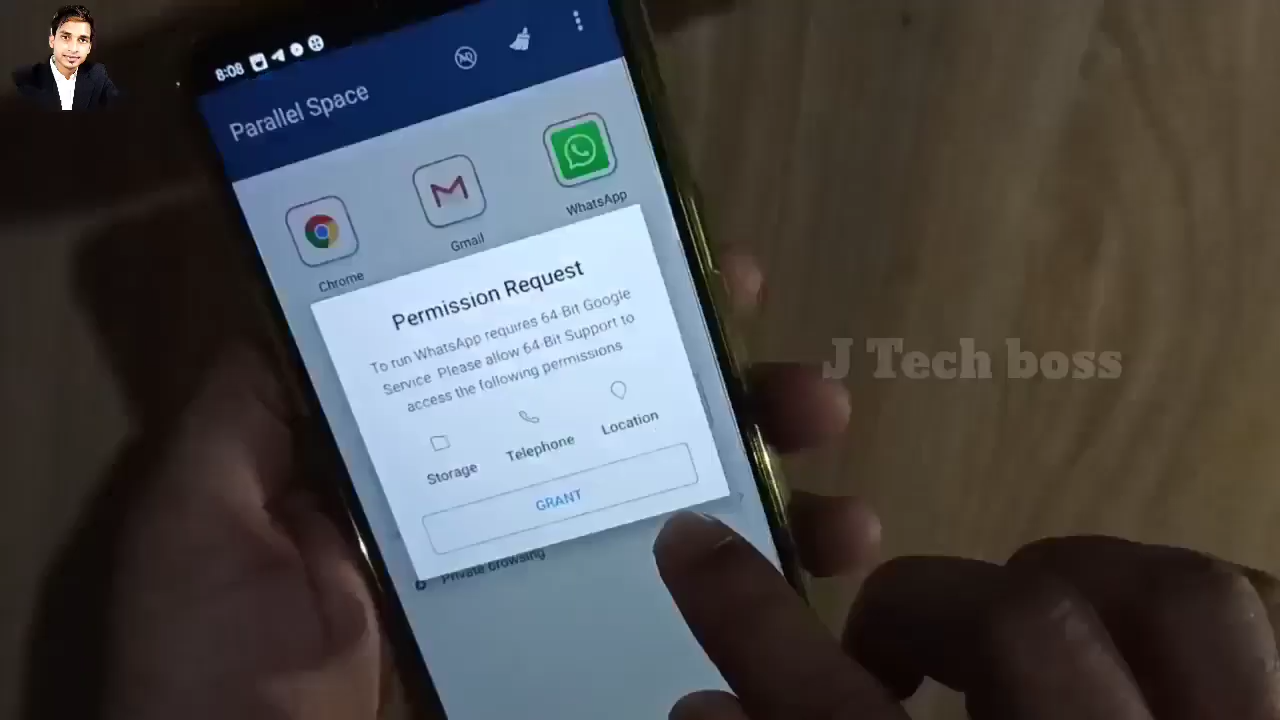 8:08
Parallel Space
Chrome
Gmail
WhatsApp
Permission Request
To run WhatsApp requires 64-Bit Google
Service. Please allow 64 Bit Support to
access the following permissions
Storage
Telephone
Location
GRANT
Private browsing
J Tech boss